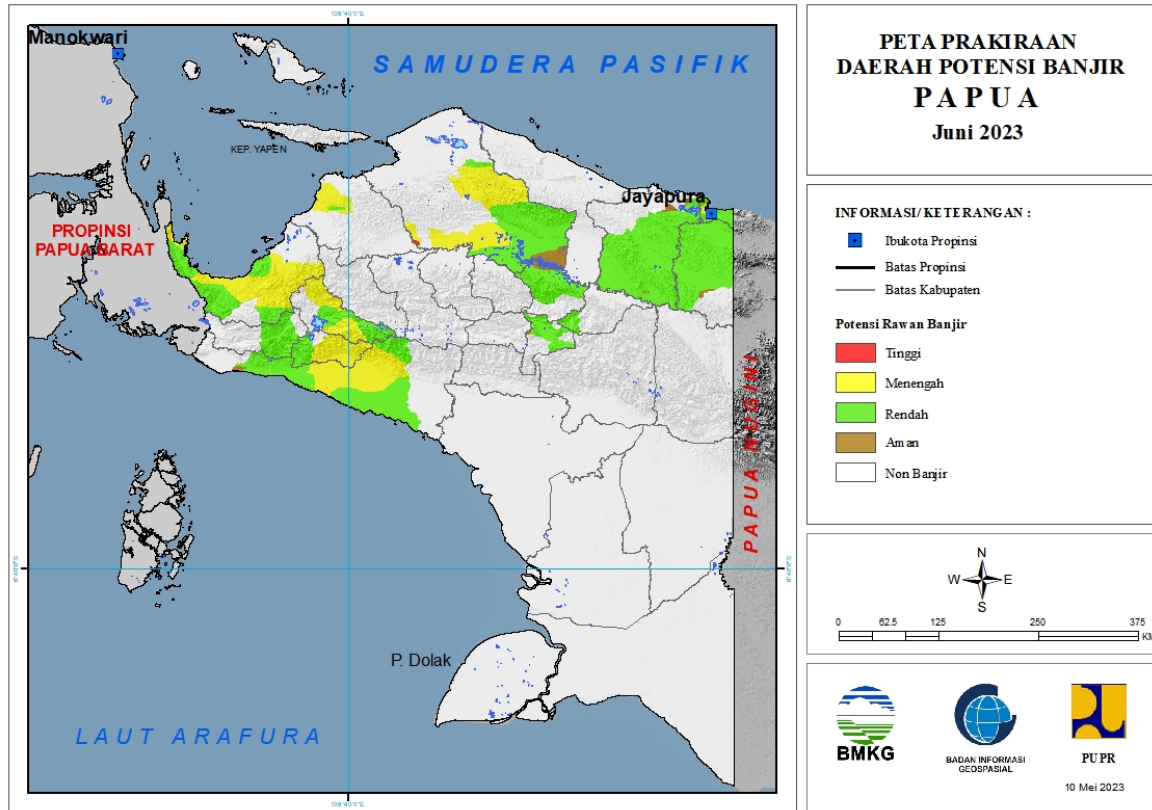 Manokwari
SAMUDERA PASIFIK
KEP. YAPEN
Jayapura
PROPINSI
PAPUA BARAT
PAPUA NUGINI
P. Dolak
LAUT ARAFURA
PETA PRAKIRAAN
DAERAH POTENSI BANJIR
PAPUA
Juni 2023
INFORMASI/KETERANGAN :
Ibukota Propinsi
Batas Propinsi
Batas Kabupaten
Potensi Rawan Banjir
Tinggi
Menengah
Rendah
Aman
Non Banjir
N
W E
S
0 62.5 125 250 375
KM
BMKG
BADAN INFORMASI
GEOSPASIAL
PUPR
10 Mei 2023